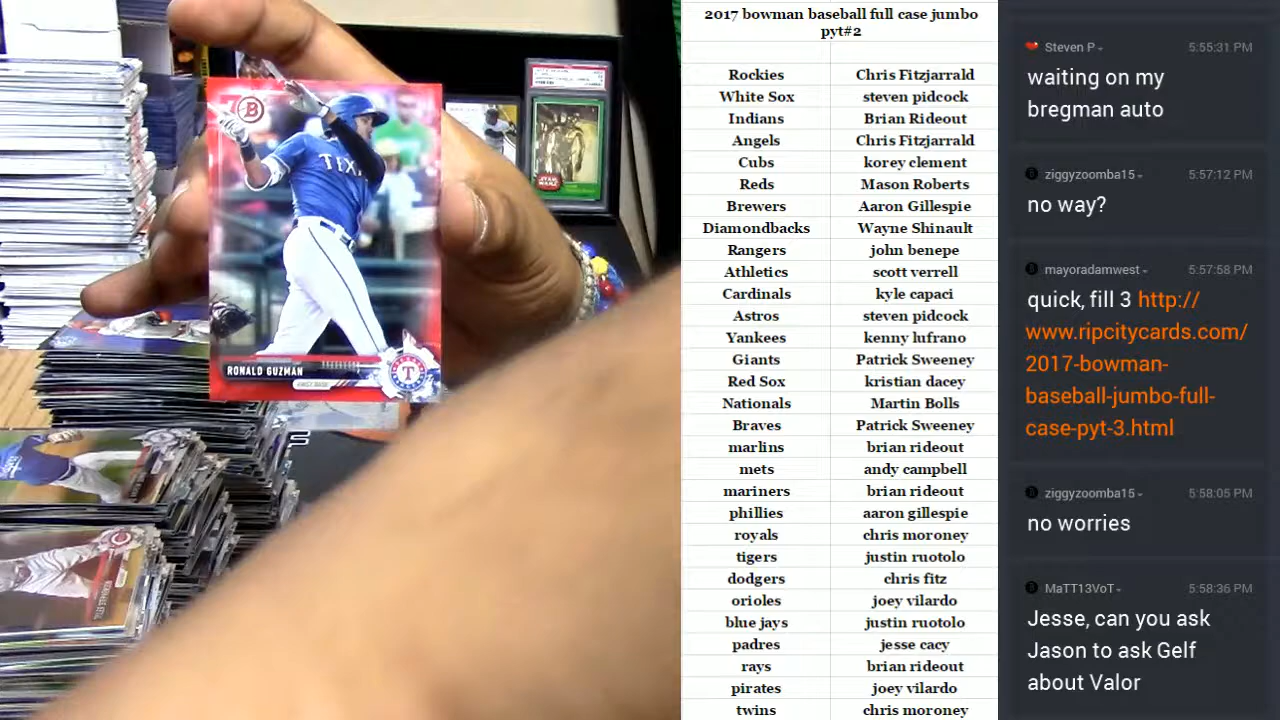 TEX
RONALD GUZMAN
FIRST BASE
STAR WARS
2017 bowman baseball full case jumbo
pyt#2
Rockies Chris Fitzjarrald
White Sox steven pidcock
Indians Brian Rideout
Angels Chris Fitzjarrald
Cubs korey clement
Reds Mason Roberts
Brewers Aaron Gillespie
Diamondbacks Wayne Shinault
Rangers john benepe
Athletics scott verrell
Cardinals kyle capaci
Astros steven pidcock
Yankees kenny lufrano
Giants Patrick Sweeney
Red Sox kristian dacey
Nationals Martin Bolls
Braves Patrick Sweeney
marlins brian rideout
mets andy campbell
mariners brian rideout
phillies aaron gillespie
royals chris moroney
tigers justin ruotolo
dodgers chris fitz
orioles joey vilardo
blue jays justin ruotolo
padres jesse cacy
rays brian rideout
pirates joey vilardo
twins chris moroney
Steven P 5:55:31 PM
waiting on my
bregman auto
ziggyzoomba15 5:57:12 PM
no way?
mayoradamwest 5:57:58 PM
quick, fill 3 http://
www.ripcitycards.com/
2017-bowman-
baseball-jumbo-full-
case-pyt-3.html
ziggyzoomba15 5:58:05 PM
no worries
MaTT13VoT 5:58:36 PM
Jesse, can you ask
Jason to ask Gelf
about Valor